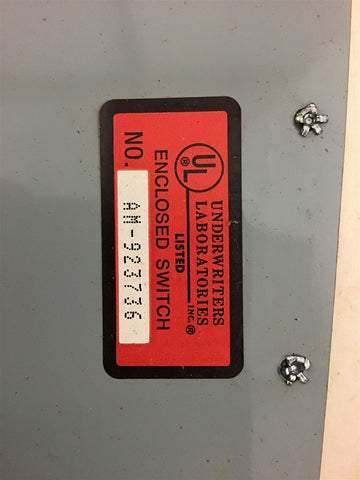 UL ®
UNDERWRITERS
LABORATORIES
INC.®
LISTED
ENCLOSED SWITCH
NO. AM-923736